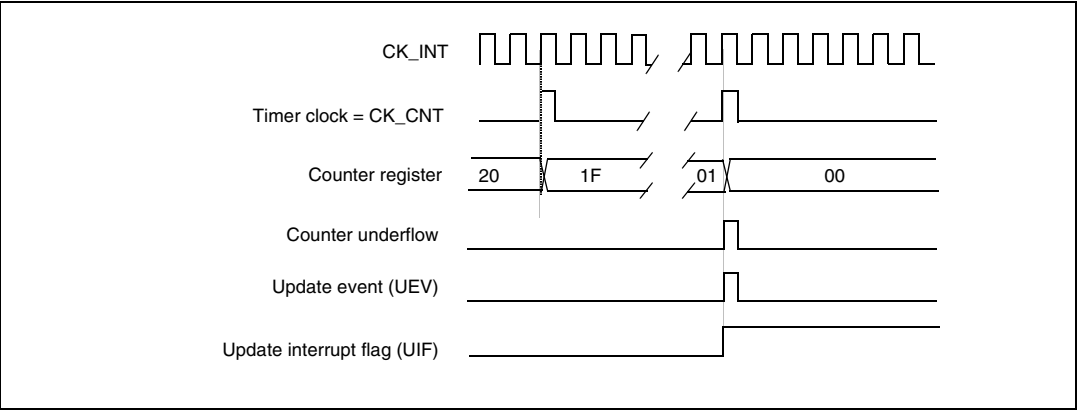 CK_INT
Timer clock = CK_CNT
Counter register 20 1F 01 00
Counter underflow
Update event (UEV)
Update interrupt flag (UIF)